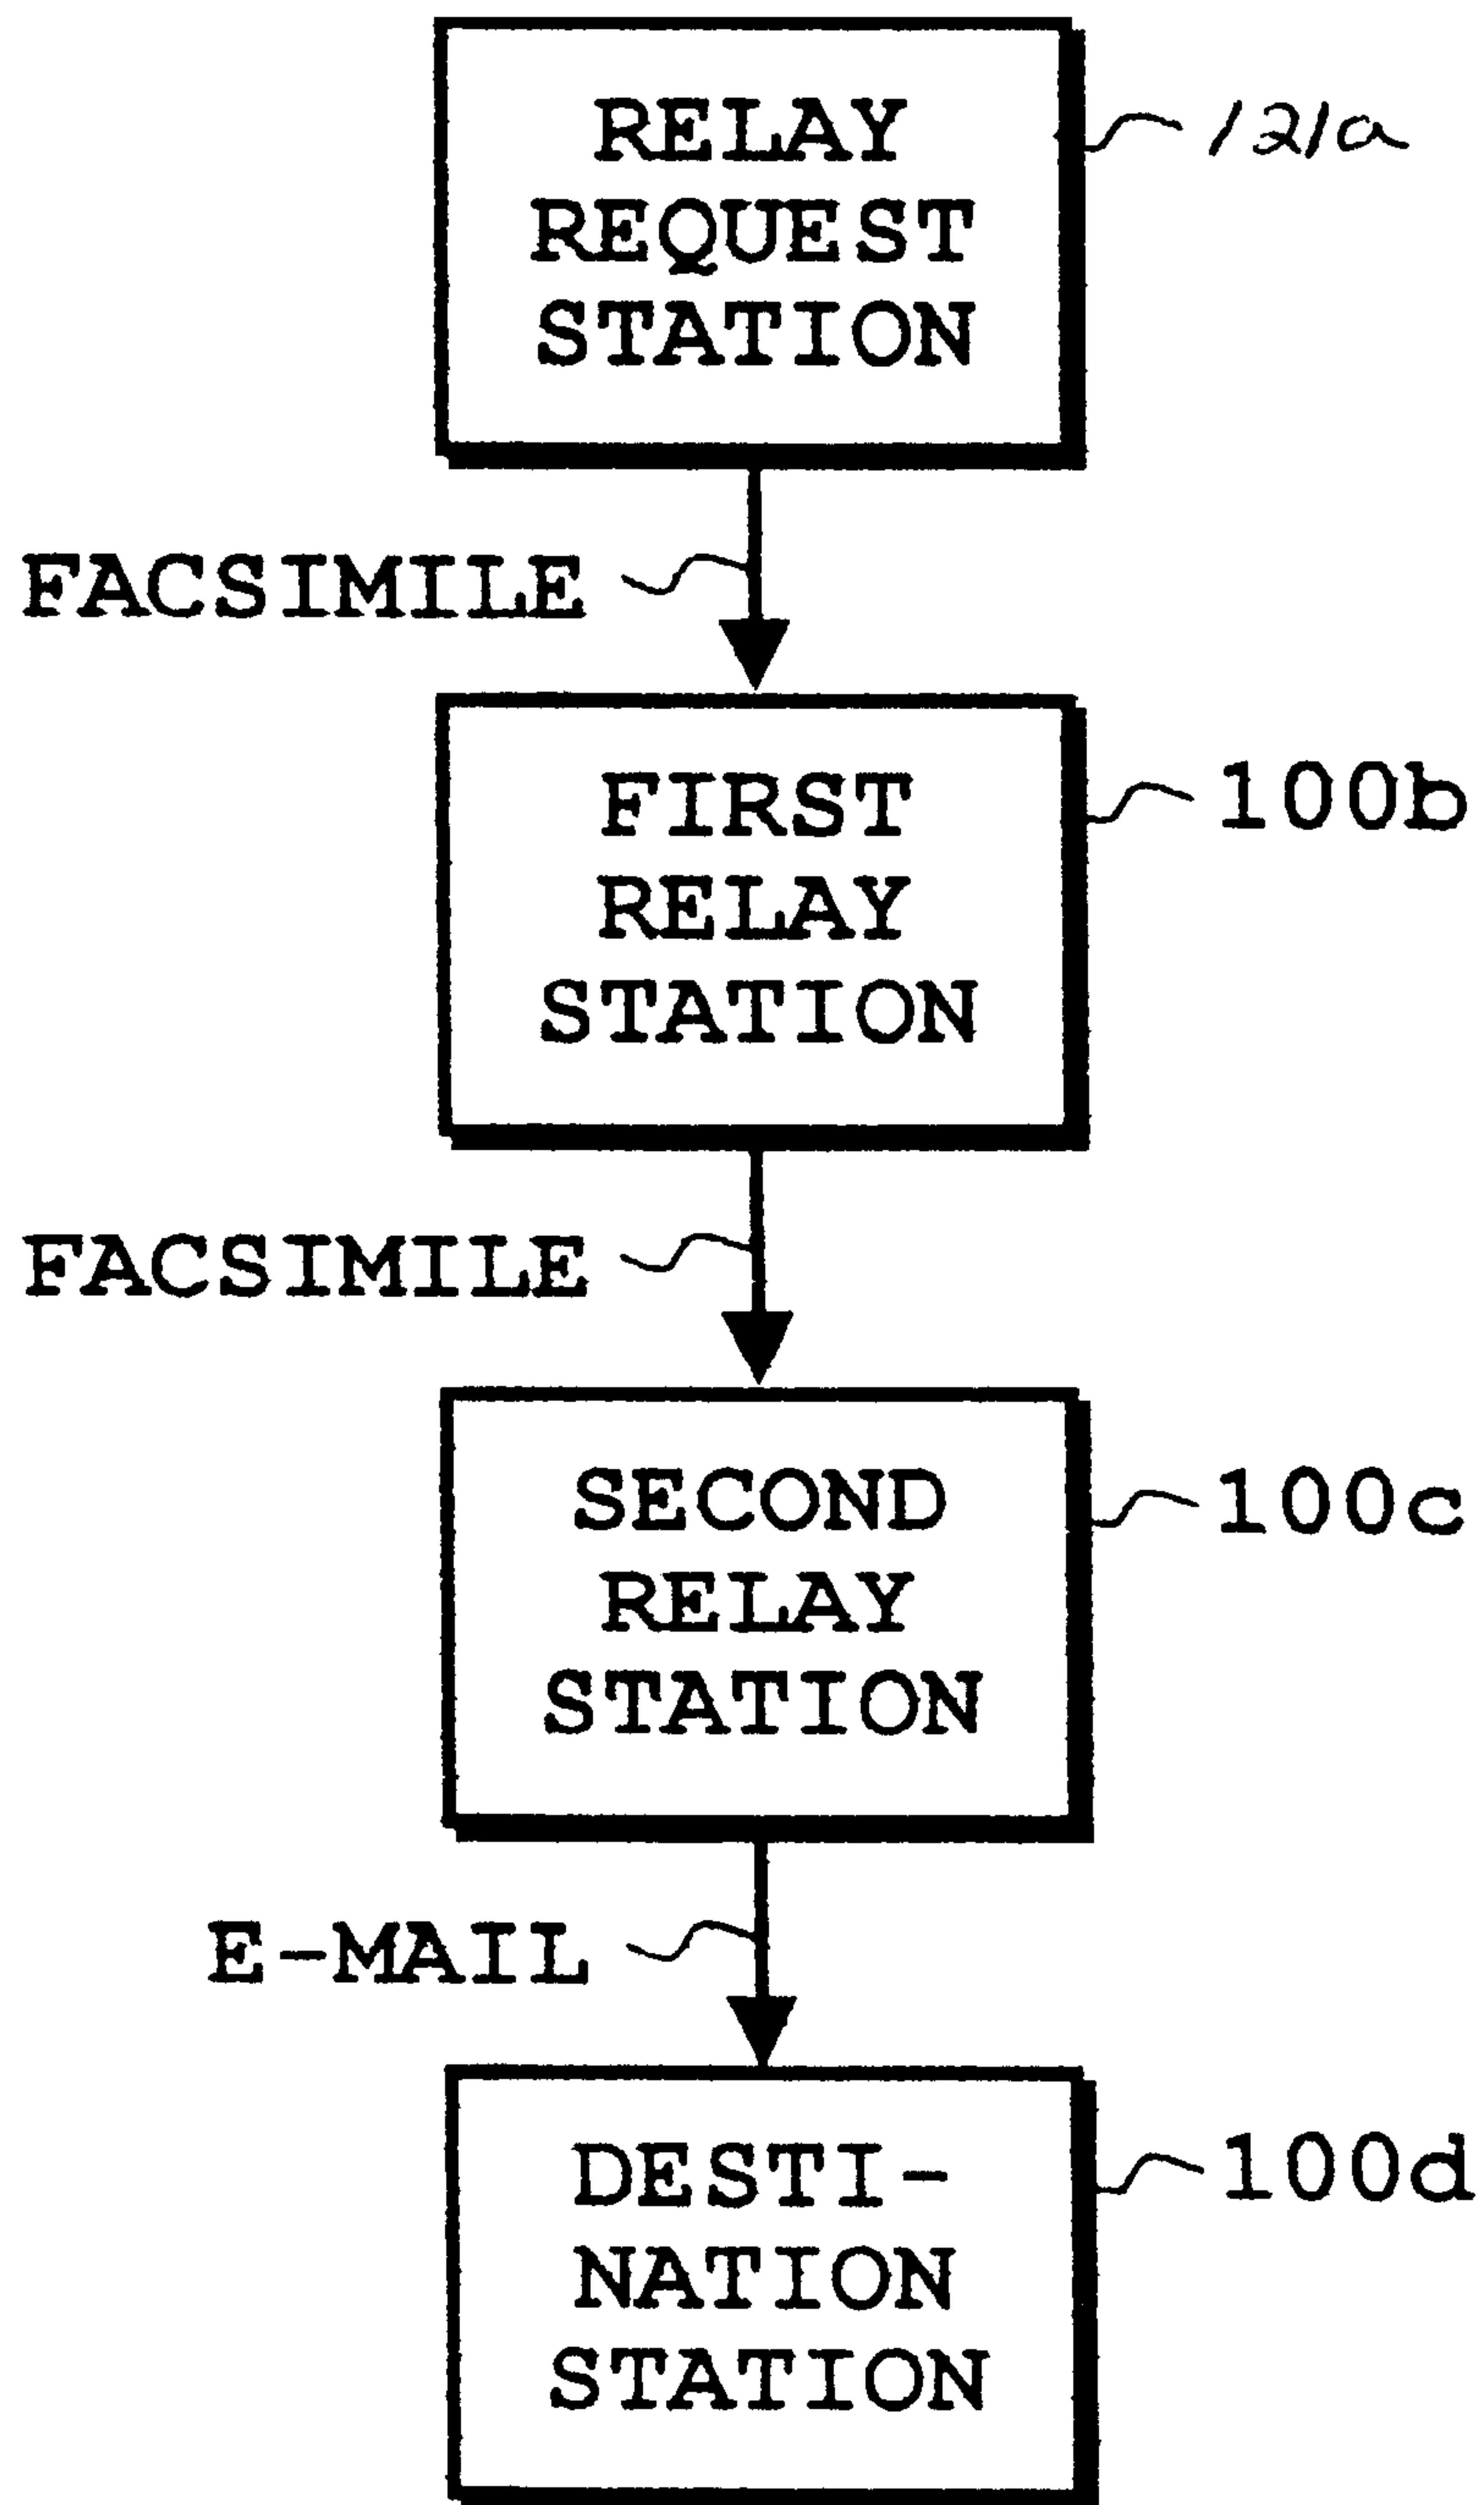 RELAY
REQUEST
STATION
121a
FACSIMILE
FIRST
RELAY
STATION
100b
FACSIMILE
SECOND
RELAY
STATION
100c
E-MAIL
DESTI-
NATION
STATION
100d